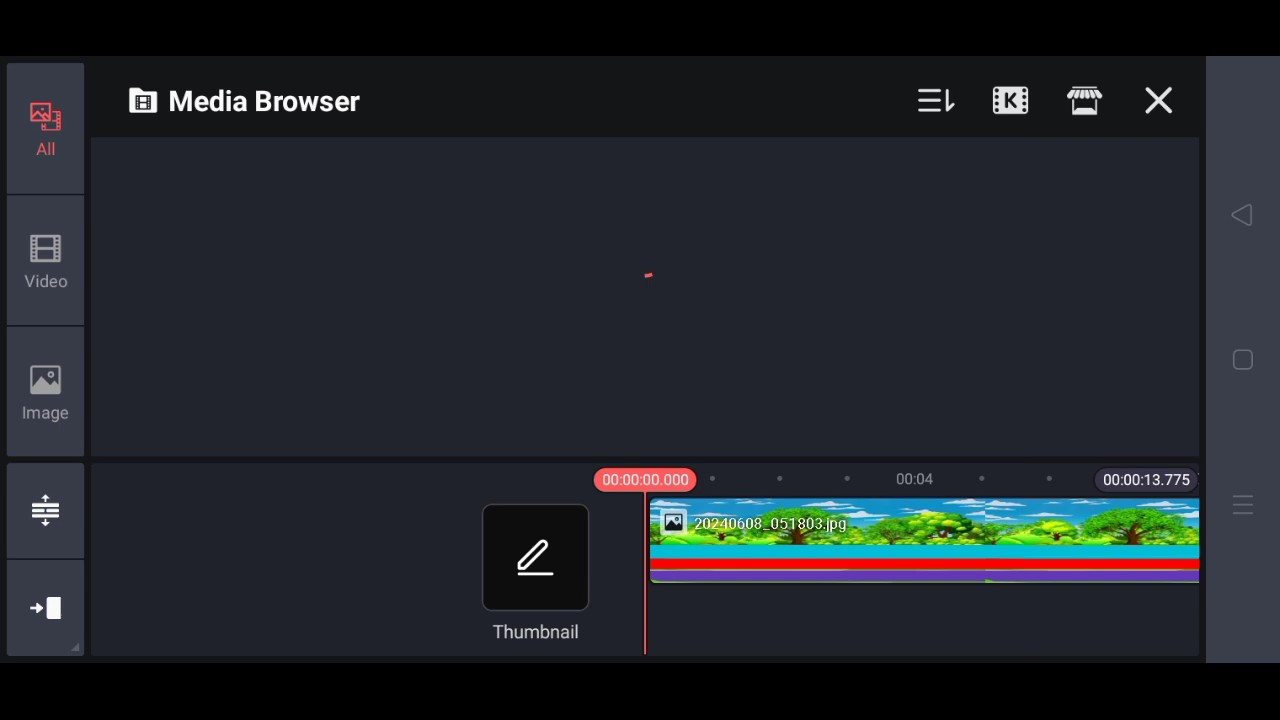 Media Browser
K
All
Video
Image
00:00:00.000
00:04
00:00:13.775
20240608_051803.jpg
Thumbnail